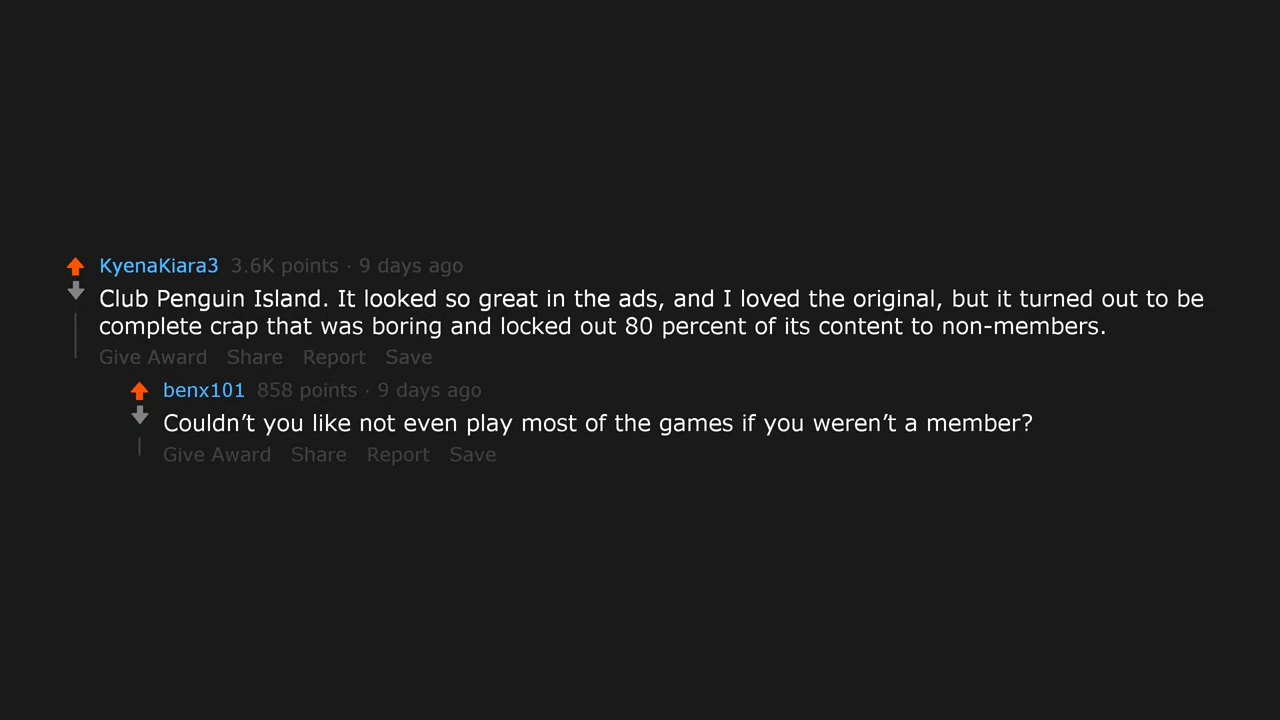 KyenaKiara3 3.6K points · 9 days ago
Club Penguin Island. It looked so great in the ads, and I loved the original, but it turned out to be
complete crap that was boring and locked out 80 percent of its content to non-members.
Give Award Share Report Save
benx101 858 points · 9 days ago
Couldn’t you like not even play most of the games if you weren’t a member?
Give Award Share Report Save